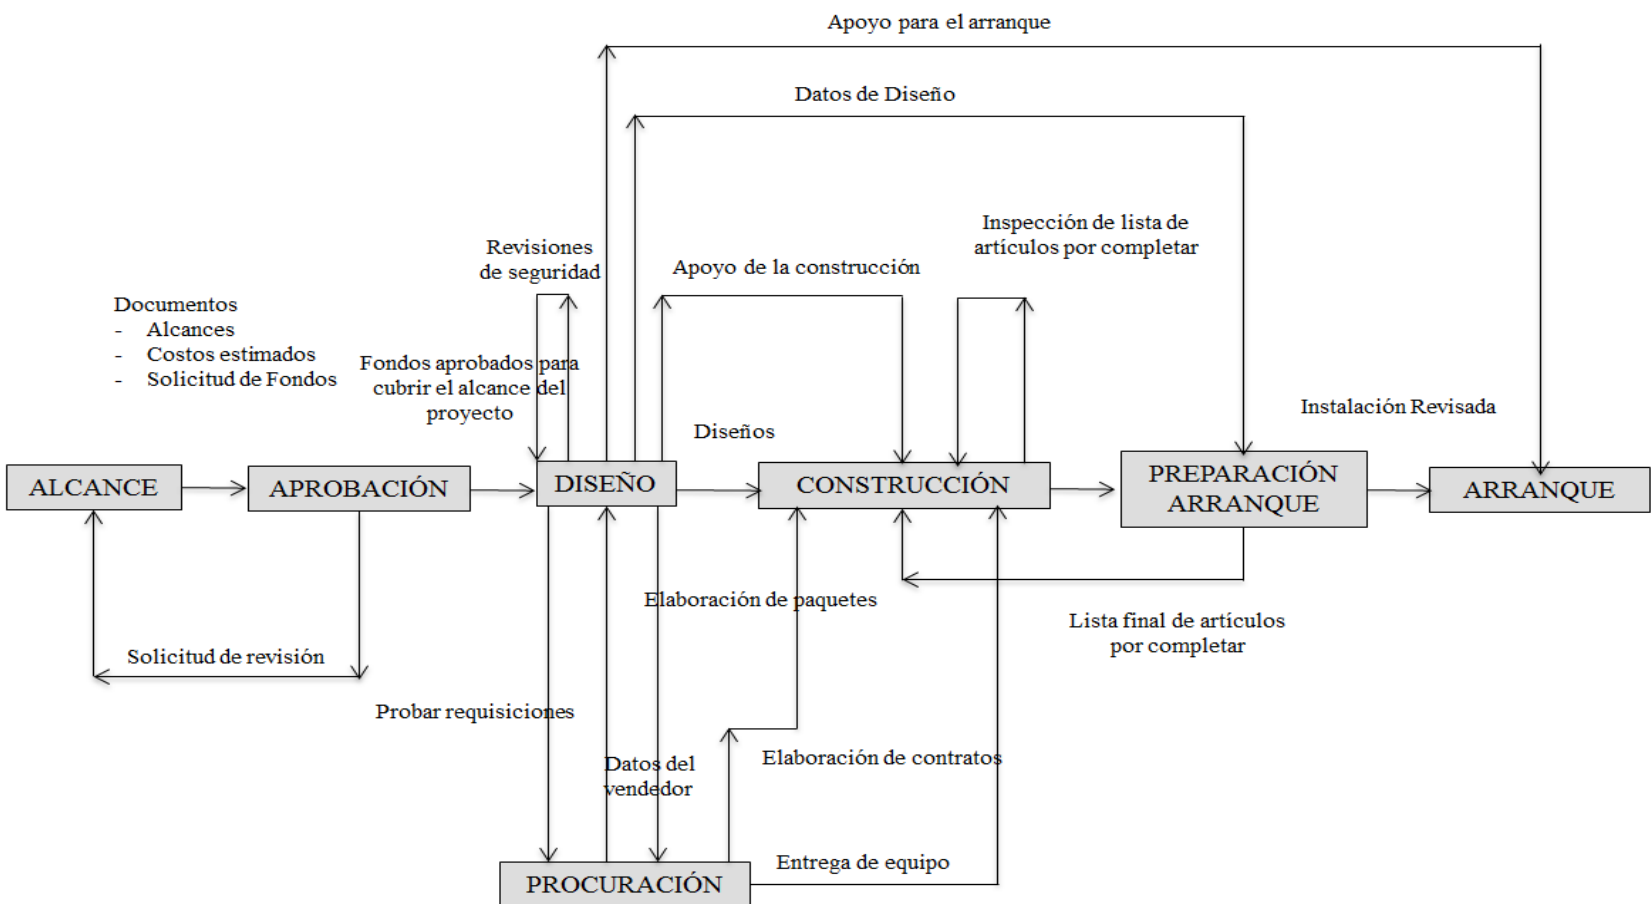 Apoyo para el arranque
Datos de Diseño
Inspección de lista de
artículos por completar
Revisiones
de seguridad
Apoyo de la construcción
Documentos
- Alcances
- Costos estimados
- Solicitud de Fondos
Fondos aprobados para
cubrir el alcance del
proyecto
Diseños
Instalación Revisada
ALCANCE
APROBACIÓN
DISEÑO
CONSTRUCCIÓN
PREPARACIÓN
ARRANQUE
ARRANQUE
Elaboración de paquetes
Lista final de artículos
por completar
Solicitud de revisión
Probar requisiciones
Datos del
vendedor
Elaboración de contratos
Entrega de equipo
PROCURACIÓN